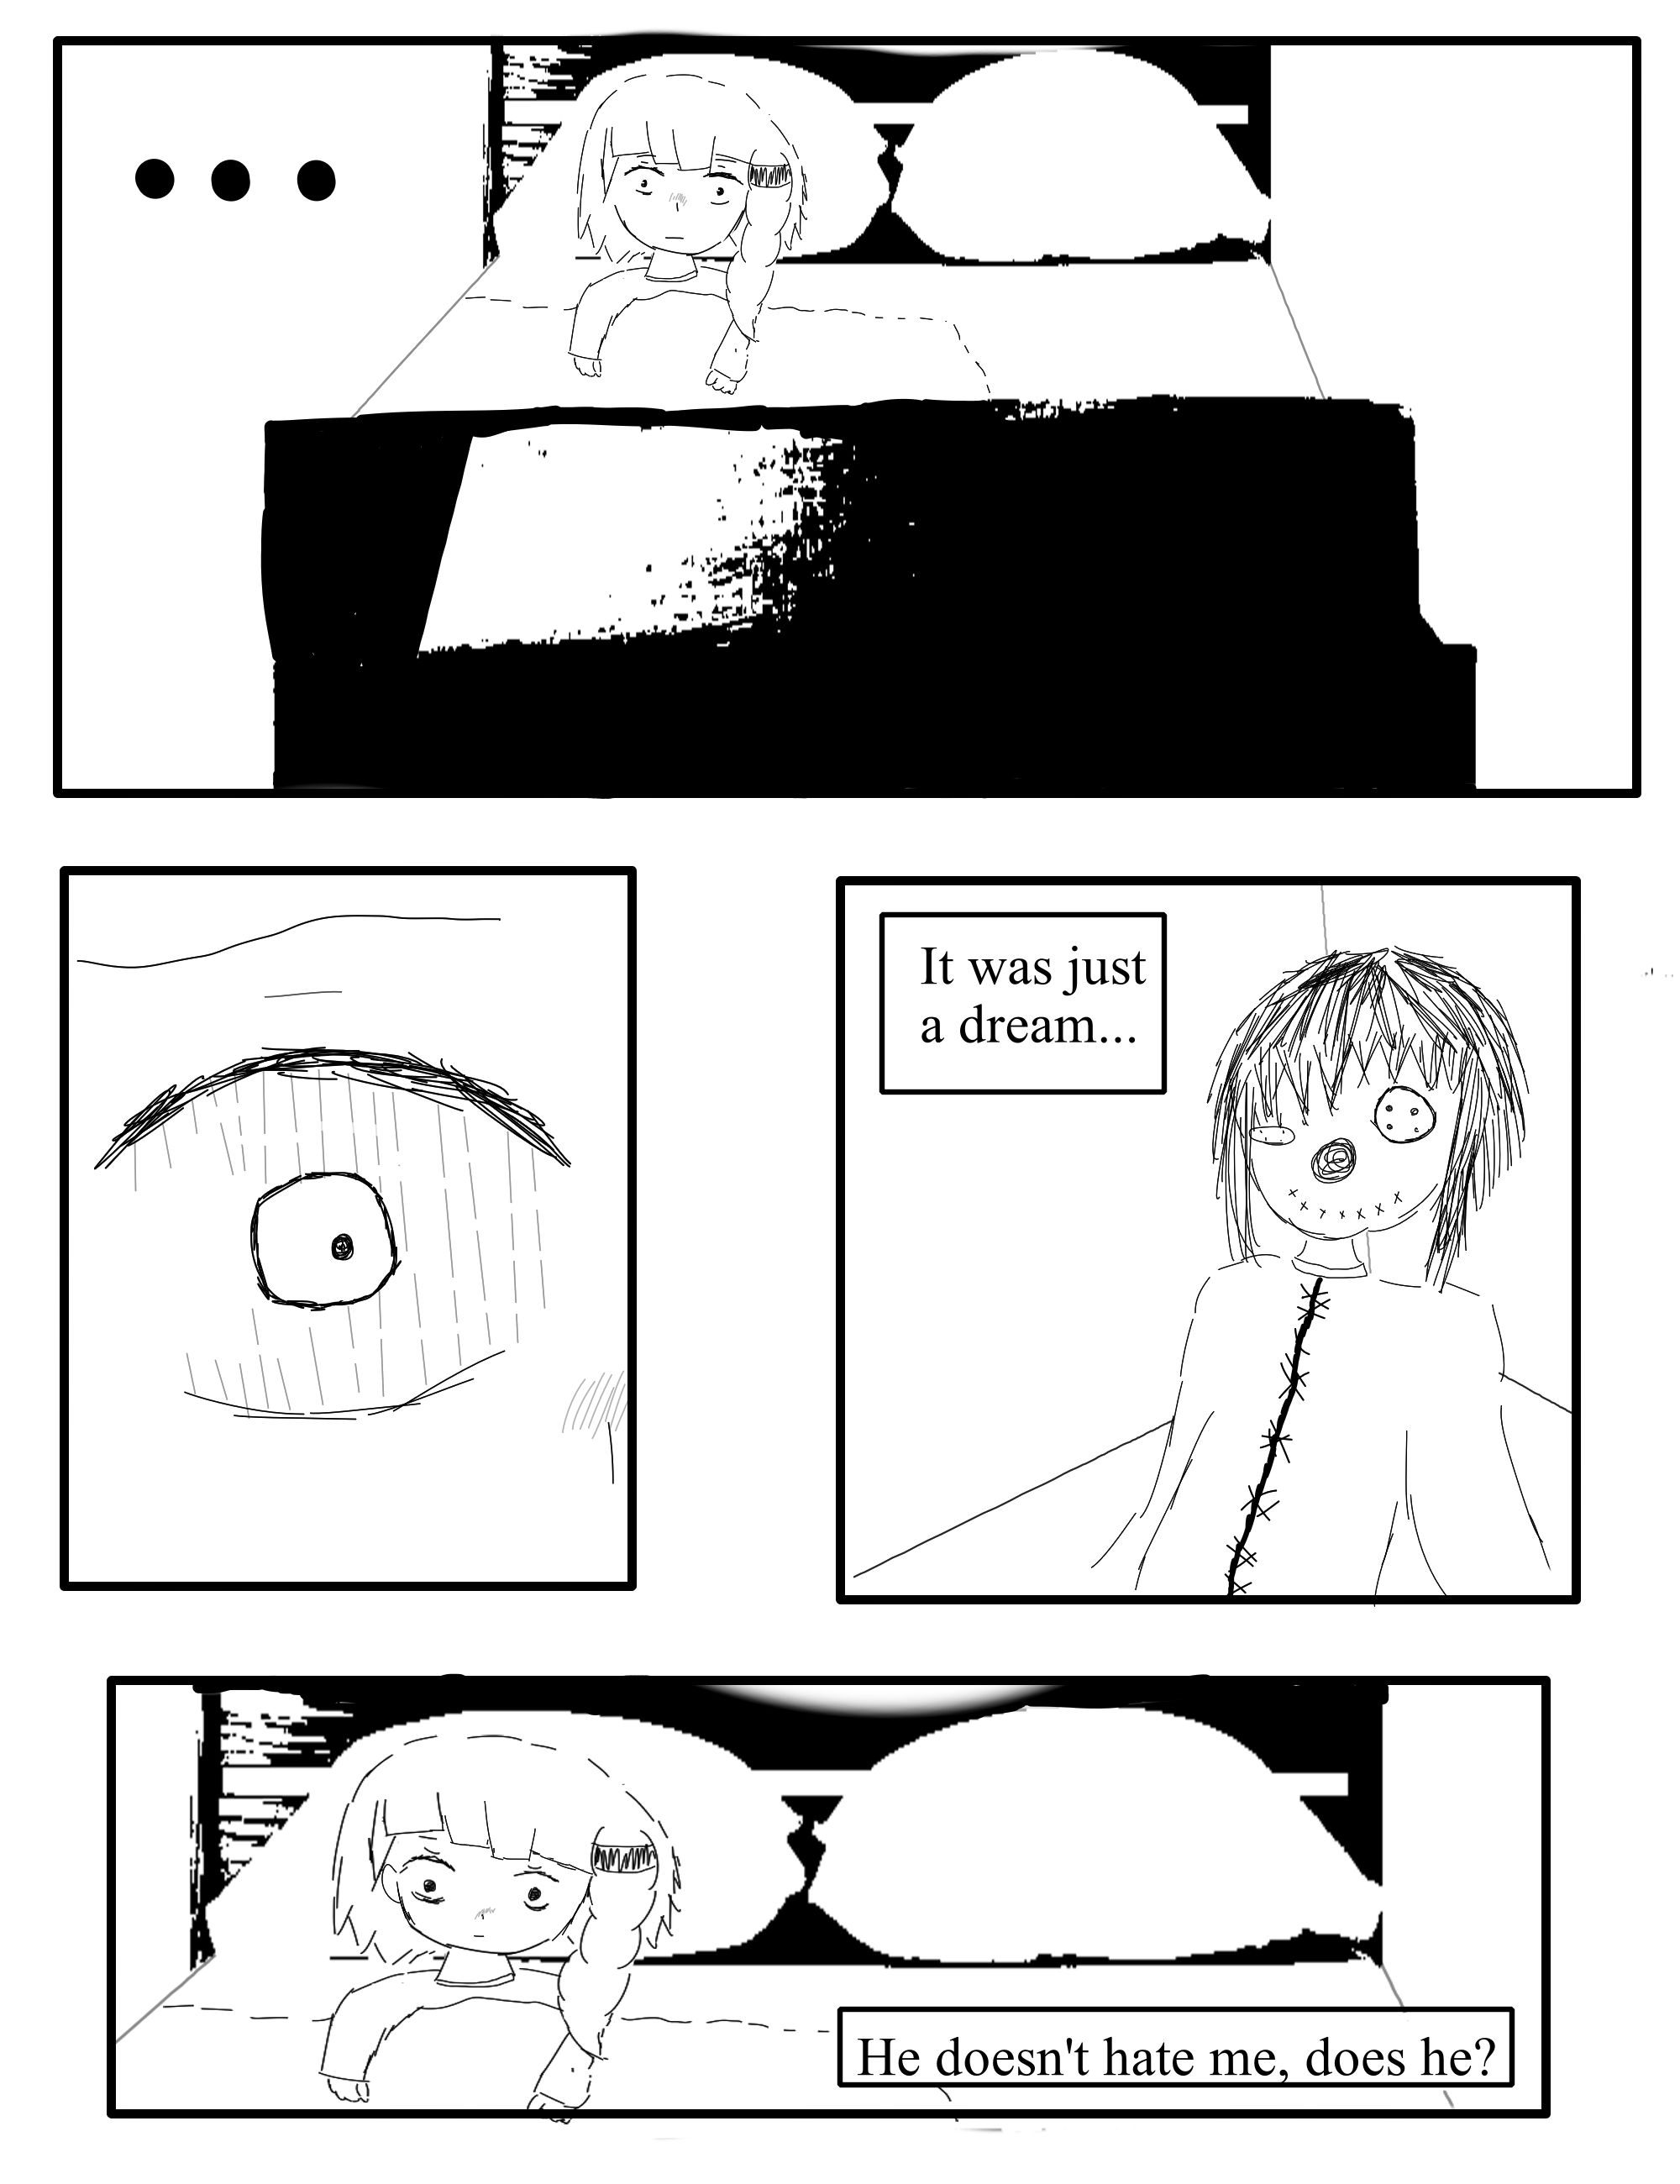 ● ● ●
It was just
a dream...
He doesn't hate me, does he?